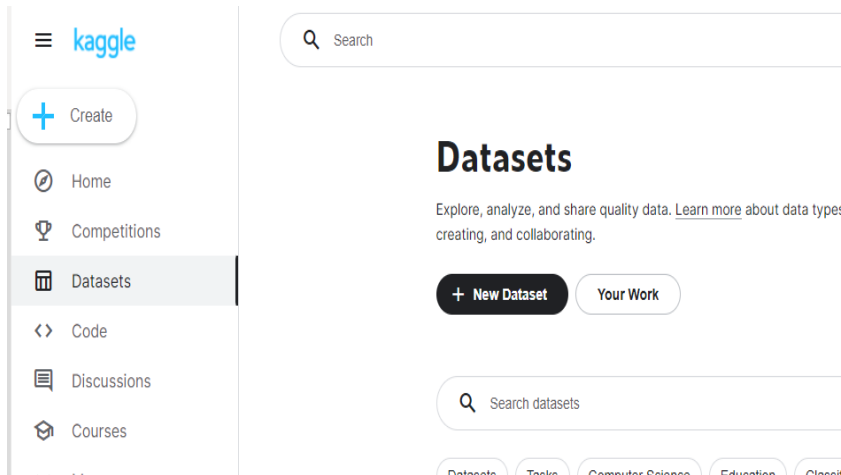 kaggle
Search
Create
Home
Competitions
Datasets
Code
Discussions
Courses
Datasets
Explore, analyze, and share quality data. Learn more about data types
creating, and collaborating.
+ New Dataset
Your Work
Search datasets
Datasets
Tasks
Computer Science
Education